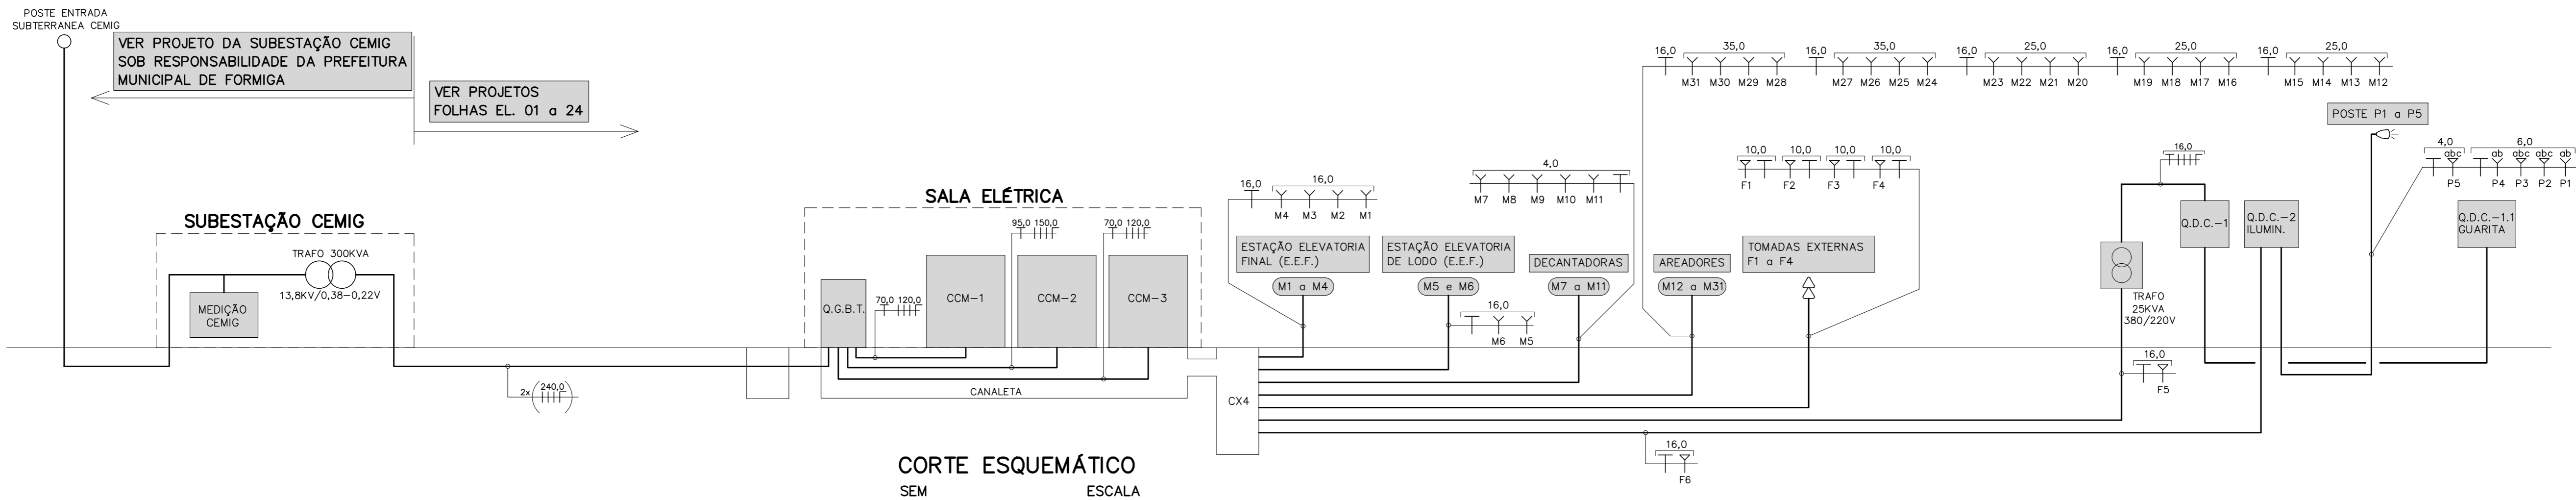 POSTE ENTRADA
SUBTERRANEA CEMIG
VER PROJETO DA SUBESTAÇÃO CEMIG
SOB RESPONSABILIDADE DA PREFEITURA
MUNICIPAL DE FORMIGA
VER PROJETOS
FOLHAS EL. 01 a 24
SUBESTAÇÃO CEMIG
TRAFO 300KVA
13,8KV/0,38-0,22V
MEDIÇÃO
CEMIG
2x
240,0
SALA ELÉTRICA
Q.G.B.T.
70,0 120,0
CCM-1
95,0 150,0
CCM-2
70,0 120,0
CCM-3
CANALETA
CX4
16,0 16,0
M4 M3 M2 M1
ESTAÇÃO ELEVATORIA
FINAL (E.E.F.)
M1 a M4
ESTAÇÃO ELEVATORIA
DE LODO (E.E.F.)
M5 e M6
16,0
M6 M5
4,0
M7 M8 M9 M10 M11
DECANTADORAS
M7 a M11
16,0 35,0 16,0 35,0 16,0 25,0 16,0 25,0 16,0 25,0
M31 M30 M29 M28 M27 M26 M25 M24 M23 M22 M21 M20 M19 M18 M17 M16 M15 M14 M13 M12
AREADORES
M12 a M31
10,0 10,0 10,0 10,0
F1 F2 F3 F4
TOMADAS EXTERNAS
F1 a F4
TRAFO
25KVA
380/220V
16,0
F5
16,0
Q.D.C.-1
Q.D.C.-2
ILUMIN.
POSTE P1 a P5
4,0 6,0
abc ab abc abc ab
P5 P4 P3 P2 P1
Q.D.C.-1.1
GUARITA
16,0
F6
CORTE ESQUEMÁTICO
SEM ESCALA